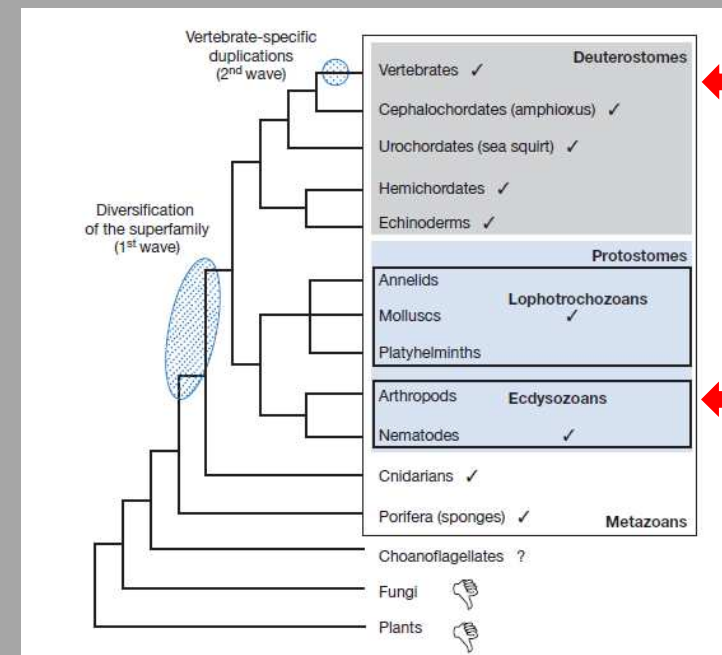 Vertebrate-specific
duplications
(2nd wave)
Deuterostomes
Vertebrates ✓
Cephalochordates (amphioxus) ✓
Urochordates (sea squirt) ✓
Hemichordates ✓
Echinoderms ✓
Diversification
of the superfamily
(1st wave)
Protostomes
Annelids
Lophotrochozoans
Molluscs ✓
Platyhelminths
Arthropods Ecdysozoans
Nematodes ✓
Cnidarians ✓
Porifera (sponges) ✓ Metazoans
Choanoflagellates ?
Fungi
Plants